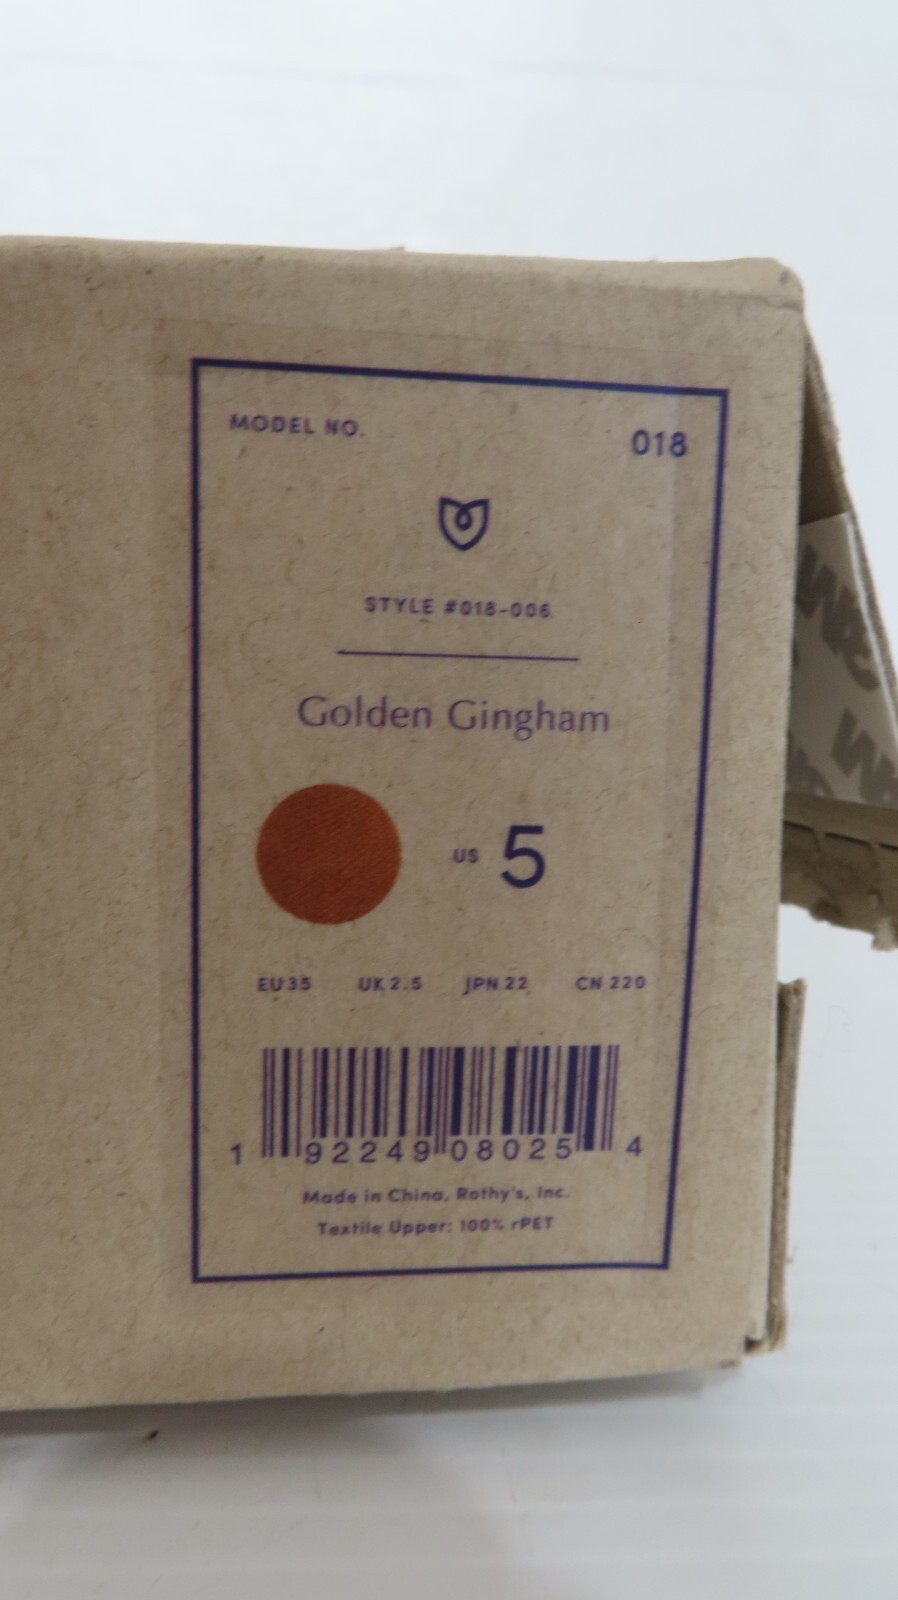 MODEL NO. 018
STYLE #018-006
Golden Gingham
US 5
EU 35 UK 2.5 JPN 22 CN 220
1 92249 08025 4
Made in China, Rothy's, Inc.
Textile Upper: 100% rPET